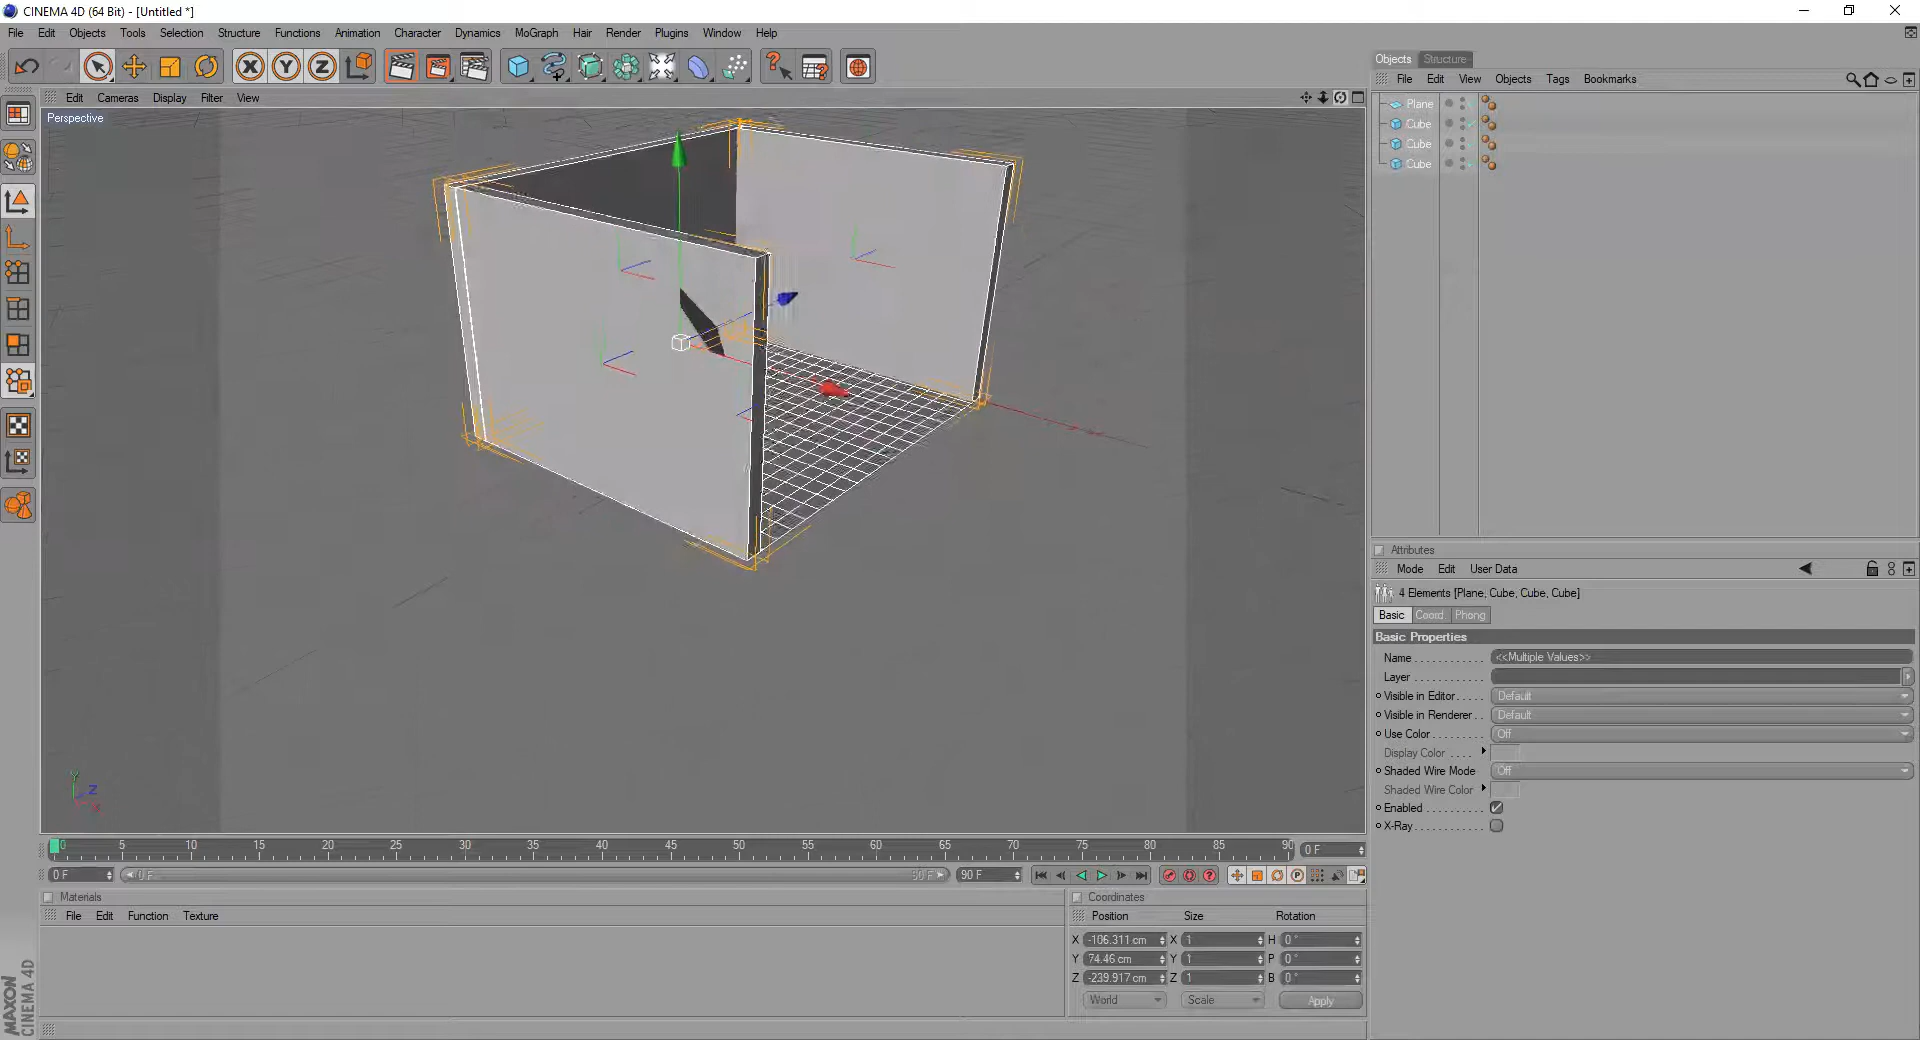 CINEMA 4D (64 Bit) - [Untitled *]
File Edit Objects Tools Selection Structure Functions Animation Character Dynamics MoGraph Hair Render Plugins Window Help
Edit Cameras Display Filter View
Perspective
Objects Structure
File Edit View Objects Tags Bookmarks
Plane
Cube
Cube
Cube
Attributes
Mode Edit User Data
4 Elements [Plane, Cube, Cube, Cube]
Basic Coord. Phong
Basic Properties
Name <<Multiple Values>>
Layer
Visible in Editor Default
Visible in Renderer Default
Use Color Off
Display Color
Shaded Wire Mode Off
Shaded Wire Color
Enabled
X-Ray
Y
Z
X
0 5 10 15 20 25 30 35 40 45 50 55 60 65 70 75 80 85 90
0 F
0 F 0 F 90 F 90 F
Materials
File Edit Function Texture
Coordinates
Position Size Rotation
X -106.311 cm X 1 H 0 °
Y 74.46 cm Y 1 P 0 °
Z -239.917 cm Z 1 B 0 °
World Scale Apply
MAXON
CINEMA 4D